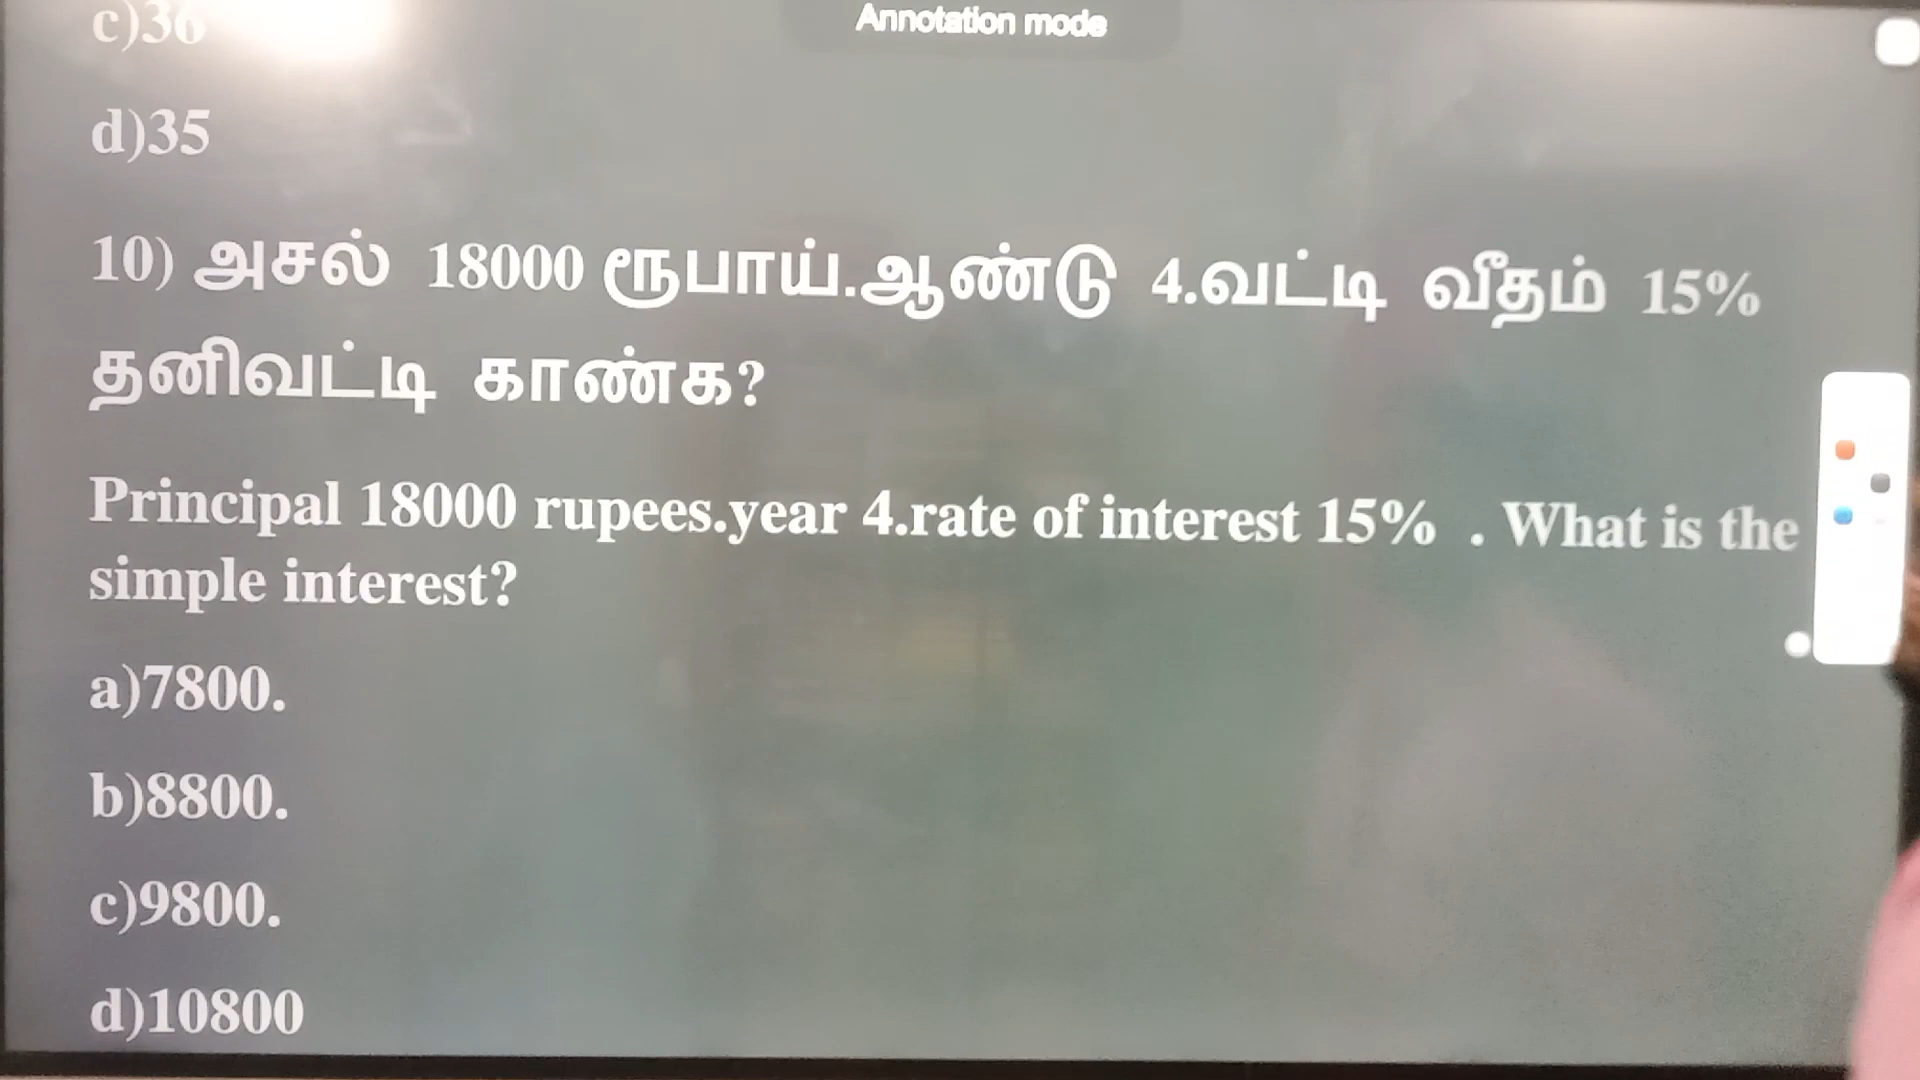 Annotation mode
c)36
d)35
10) அசல் 18000 ரூபாய்.ஆண்டு 4.வட்டி வீதம் 15%
தனிவட்டி காண்க?
Principal 18000 rupees.year 4.rate of interest 15% . What is the
simple interest?
a)7800.
b)8800.
c)9800.
d)10800